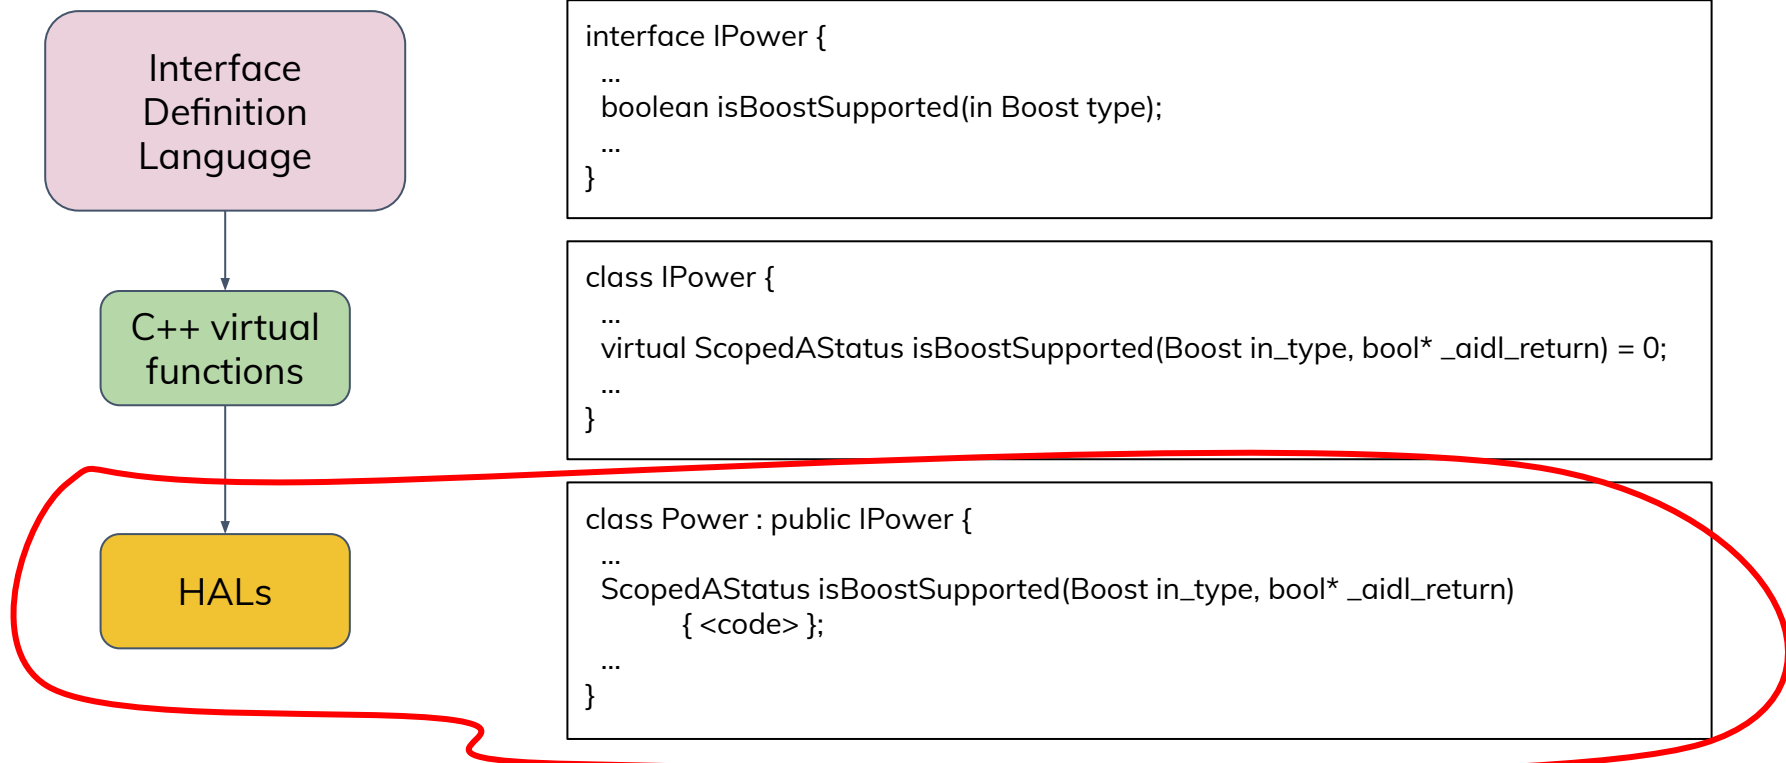 Interface
Definition
Language
interface IPower {
...
boolean isBoostSupported(in Boost type);
...
}
C++ virtual
functions
class IPower {
...
virtual ScopedAStatus isBoostSupported(Boost in_type, bool* _aidl_return) = 0;
...
}
HALs
class Power : public IPower {
...
ScopedAStatus isBoostSupported(Boost in_type, bool* _aidl_return)
{ <code> };
...
}